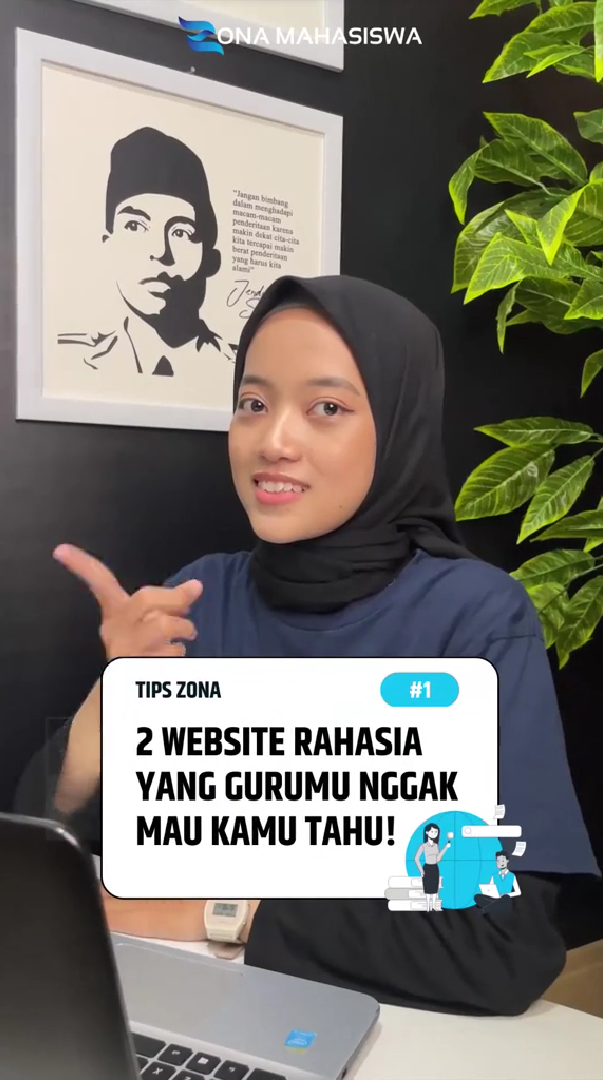 ZONA MAHASISWA
"Jangan bimbang
dalam menghadapi
macam-macam
penderitaan karena
makin dekat cita-cita
kita tercapai makin
berat penderitaan
yang harus kita
alami"
TIPS ZONA
#1
2 WEBSITE RAHASIA
YANG GURUMU NGGAK
MAU KAMU TAHU!